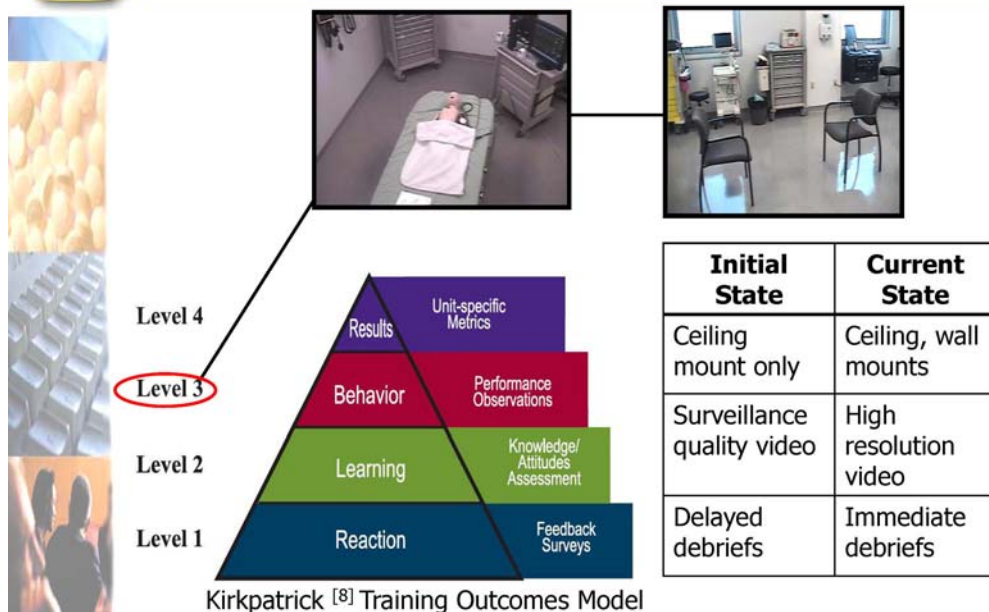 Level 4
Results
Unit-specific
Metrics
Level 3
Behavior
Performance
Observations
Level 2
Learning
Knowledge/
Attitudes
Assessment
Level 1
Reaction
Feedback
Surveys
Kirkpatrick [8] Training Outcomes Model
Initial
State
Current
State
Ceiling
mount only
Ceiling, wall
mounts
Surveillance
quality video
High
resolution
video
Delayed
debriefs
Immediate
debriefs